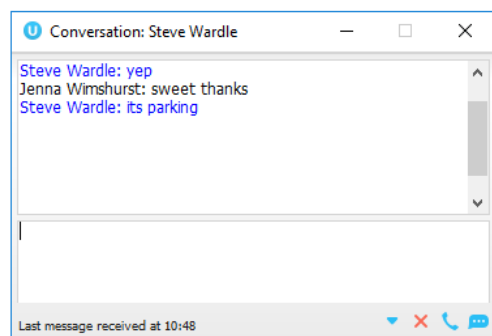 Conversation: Steve Wardle
Steve Wardle: yep
Jenna Wimshurst: sweet thanks
Steve Wardle: its parking
Last message received at 10:48